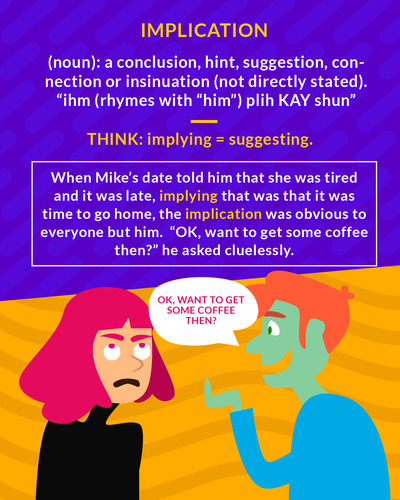 IMPLICATION
(noun): a conclusion, hint, suggestion, con-
nection or insinuation (not directly stated).
“ihm (rhymes with “him”) plih KAY shun”
THINK: implying = suggesting.
When Mike’s date told him that she was tired
and it was late, implying that was that it was
time to go home, the implication was obvious to
everyone but him. “OK, want to get some coffee
then?” he asked cluelessly.
OK, WANT TO GET
SOME COFFEE
THEN?